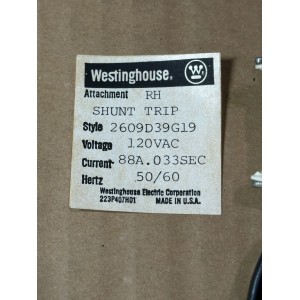 Westinghouse
Attachment RH
SHUNT TRIP
Style 2609D39G19
Voltage 120VAC
Current 88A.033SEC
Hertz 50/60
Westinghouse Electric Corporation
223P407H01 MADE IN U.S.A.